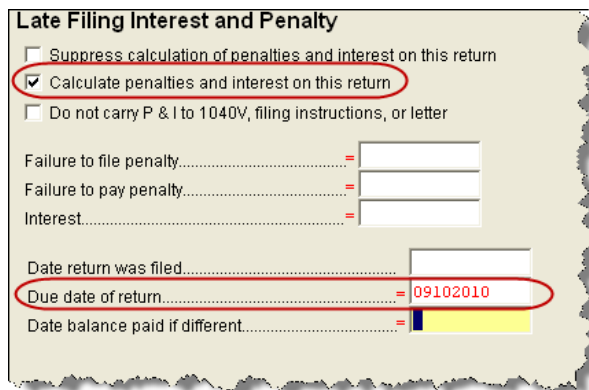 Late Filing Interest and Penalty
Suppress calculation of penalties and interest on this return
Calculate penalties and interest on this return
Do not carry P & I to 1040V, filing instructions, or letter
Failure to file penalty.......................................=
Failure to pay penalty......................................=
Interest...............................................................=
Date return was filed....................................................
Due date of return........................................................= 09102010
Date balance paid if different......................................=